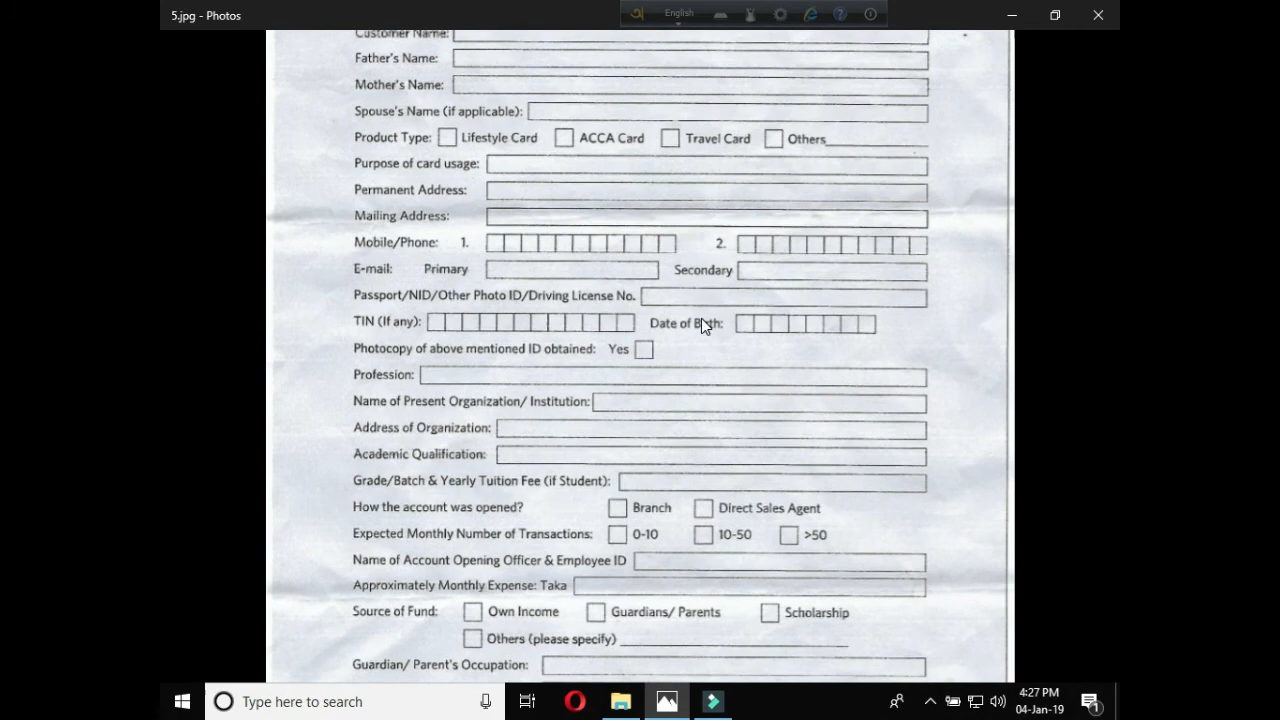 5.jpg - Photos
English
Customer Name:
Father's Name:
Mother's Name:
Spouse's Name (if applicable):
Product Type: Lifestyle Card ACCA Card Travel Card Others
Purpose of card usage:
Permanent Address:
Mailing Address:
Mobile/Phone: 1. 2.
E-mail: Primary Secondary
Passport/NID/Other Photo ID/Driving License No.
TIN (If any): Date of Birth:
Photocopy of above mentioned ID obtained: Yes
Profession:
Name of Present Organization/ Institution:
Address of Organization:
Academic Qualification:
Grade/Batch & Yearly Tuition Fee (if Student):
How the account was opened? Branch Direct Sales Agent
Expected Monthly Number of Transactions: 0-10 10-50 >50
Name of Account Opening Officer & Employee ID
Approximately Monthly Expense: Taka
Source of Fund: Own Income Guardians/ Parents Scholarship
Others (please specify)
Guardian/ Parent's Occupation:
Type here to search
4:27 PM
04-Jan-19
1